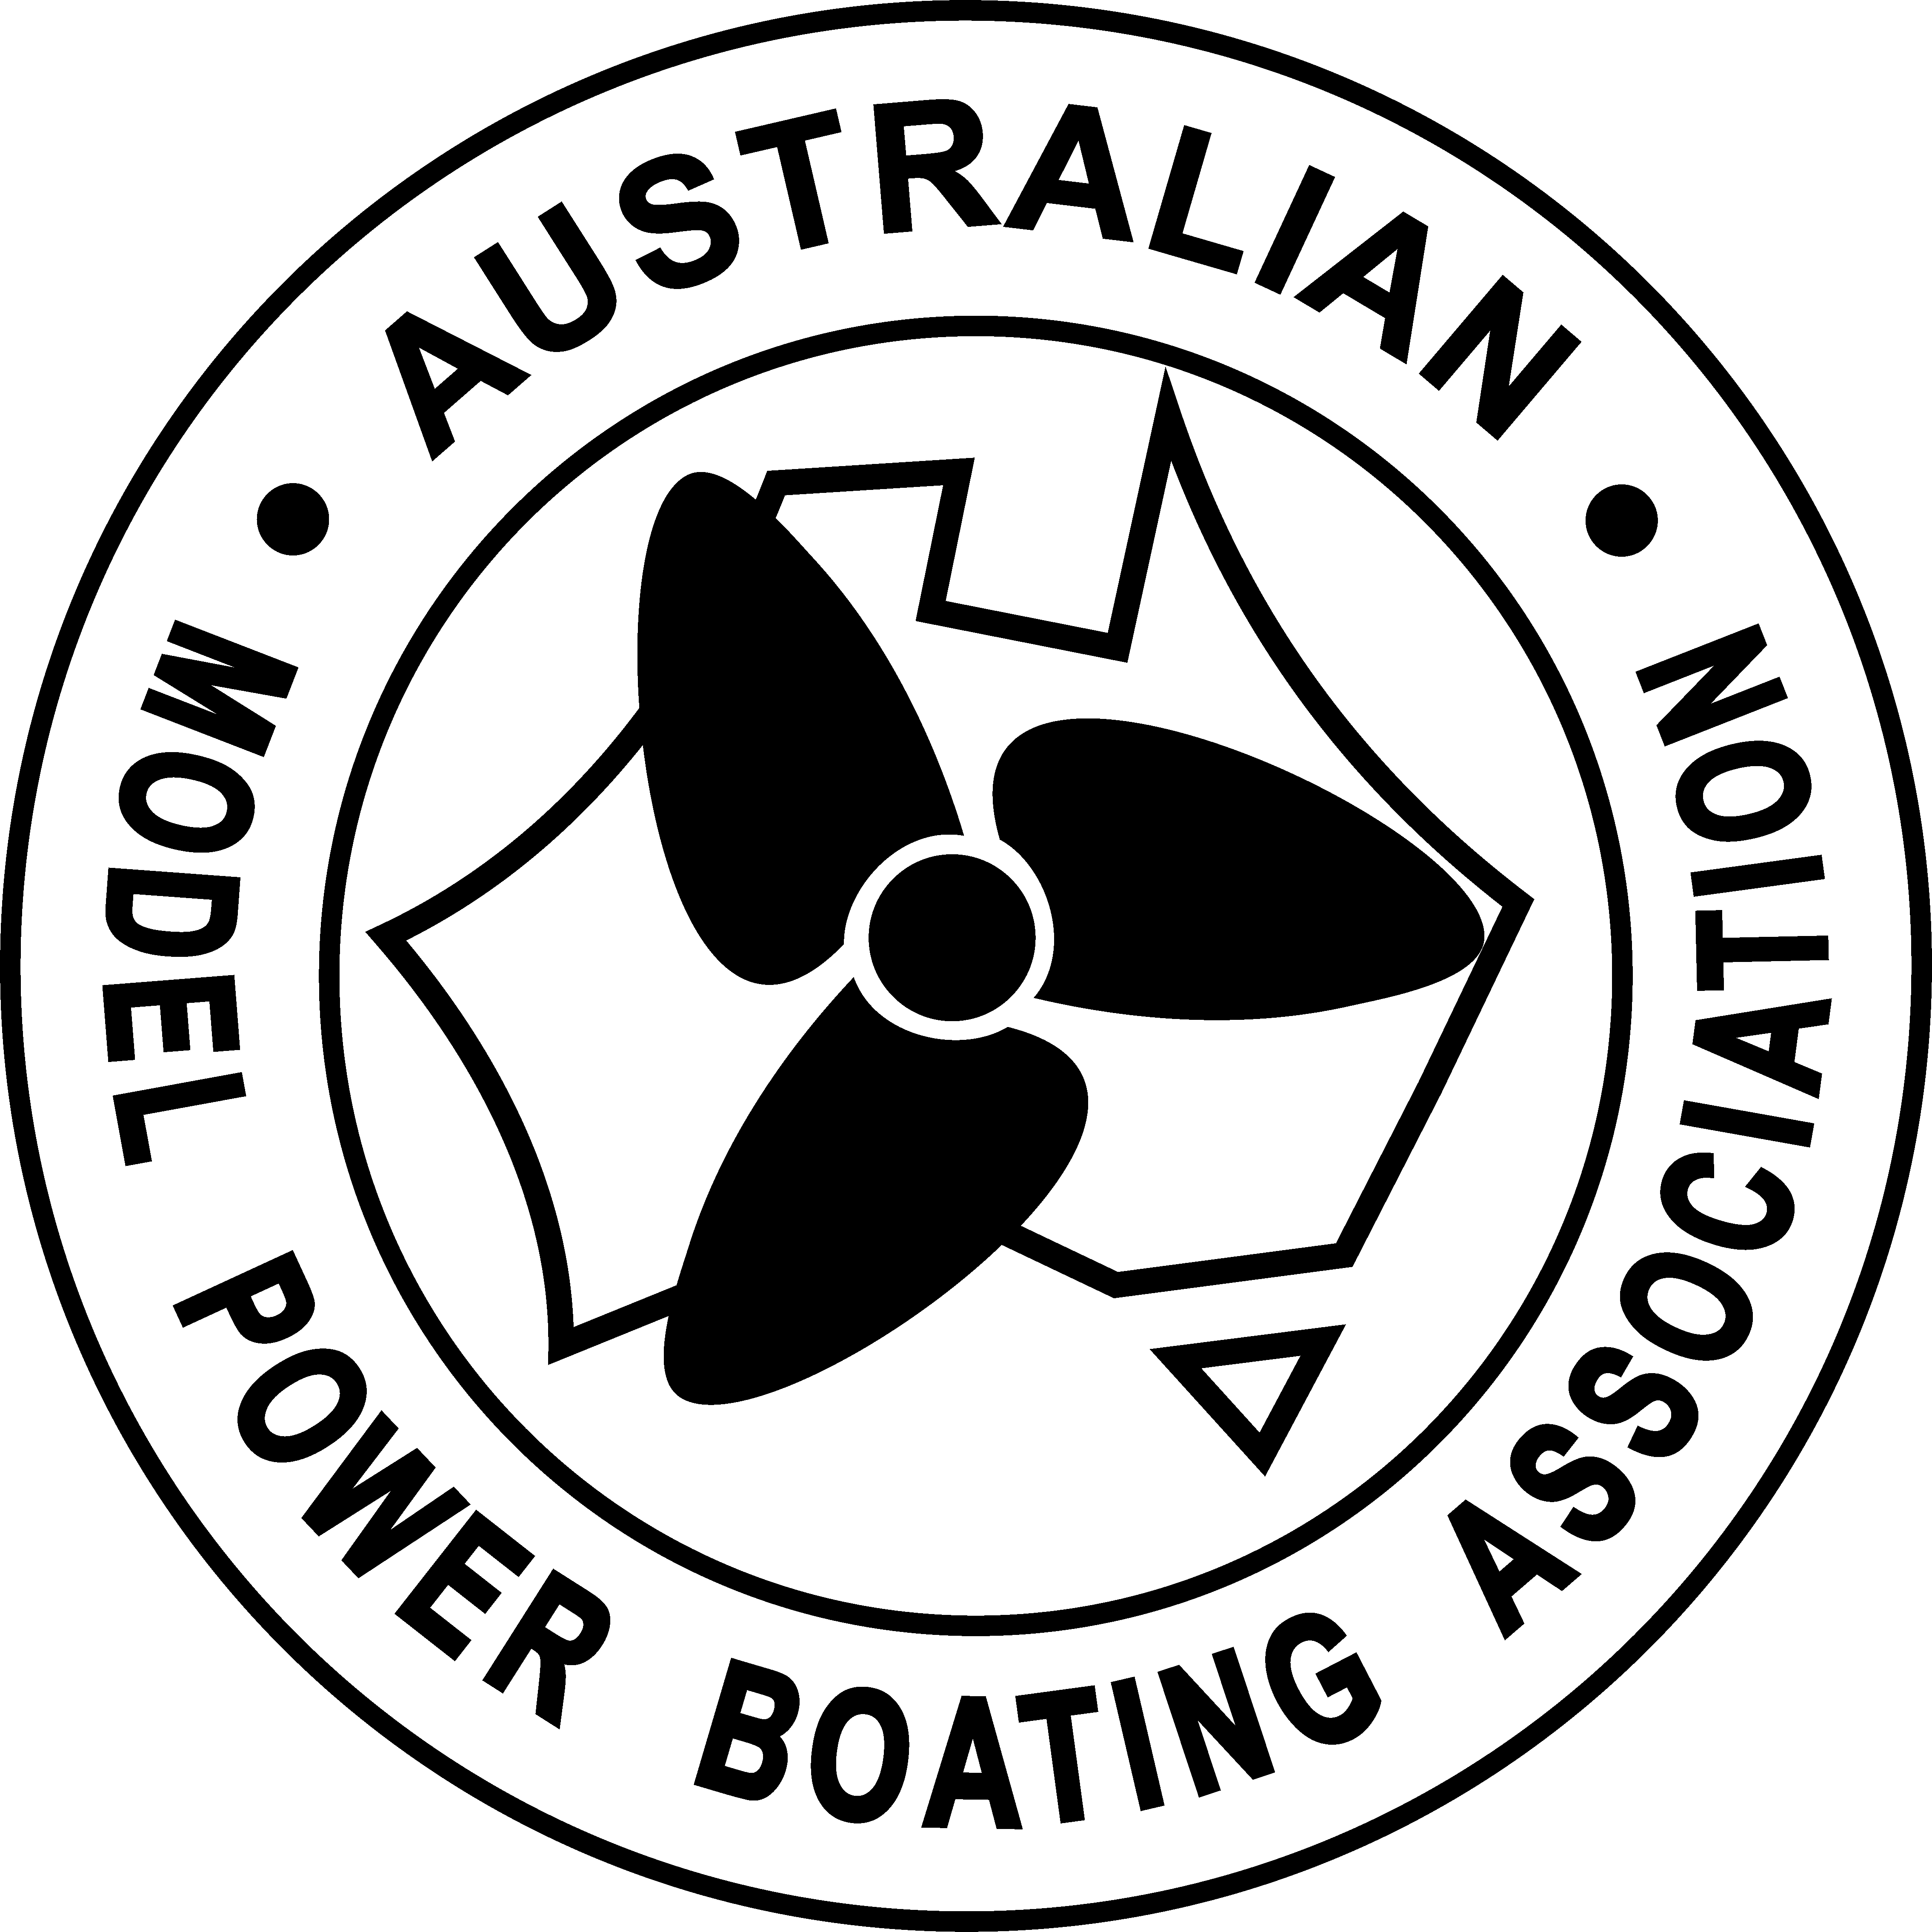 • AUSTRALIAN •
MODEL POWER BOATING ASSOCIATION